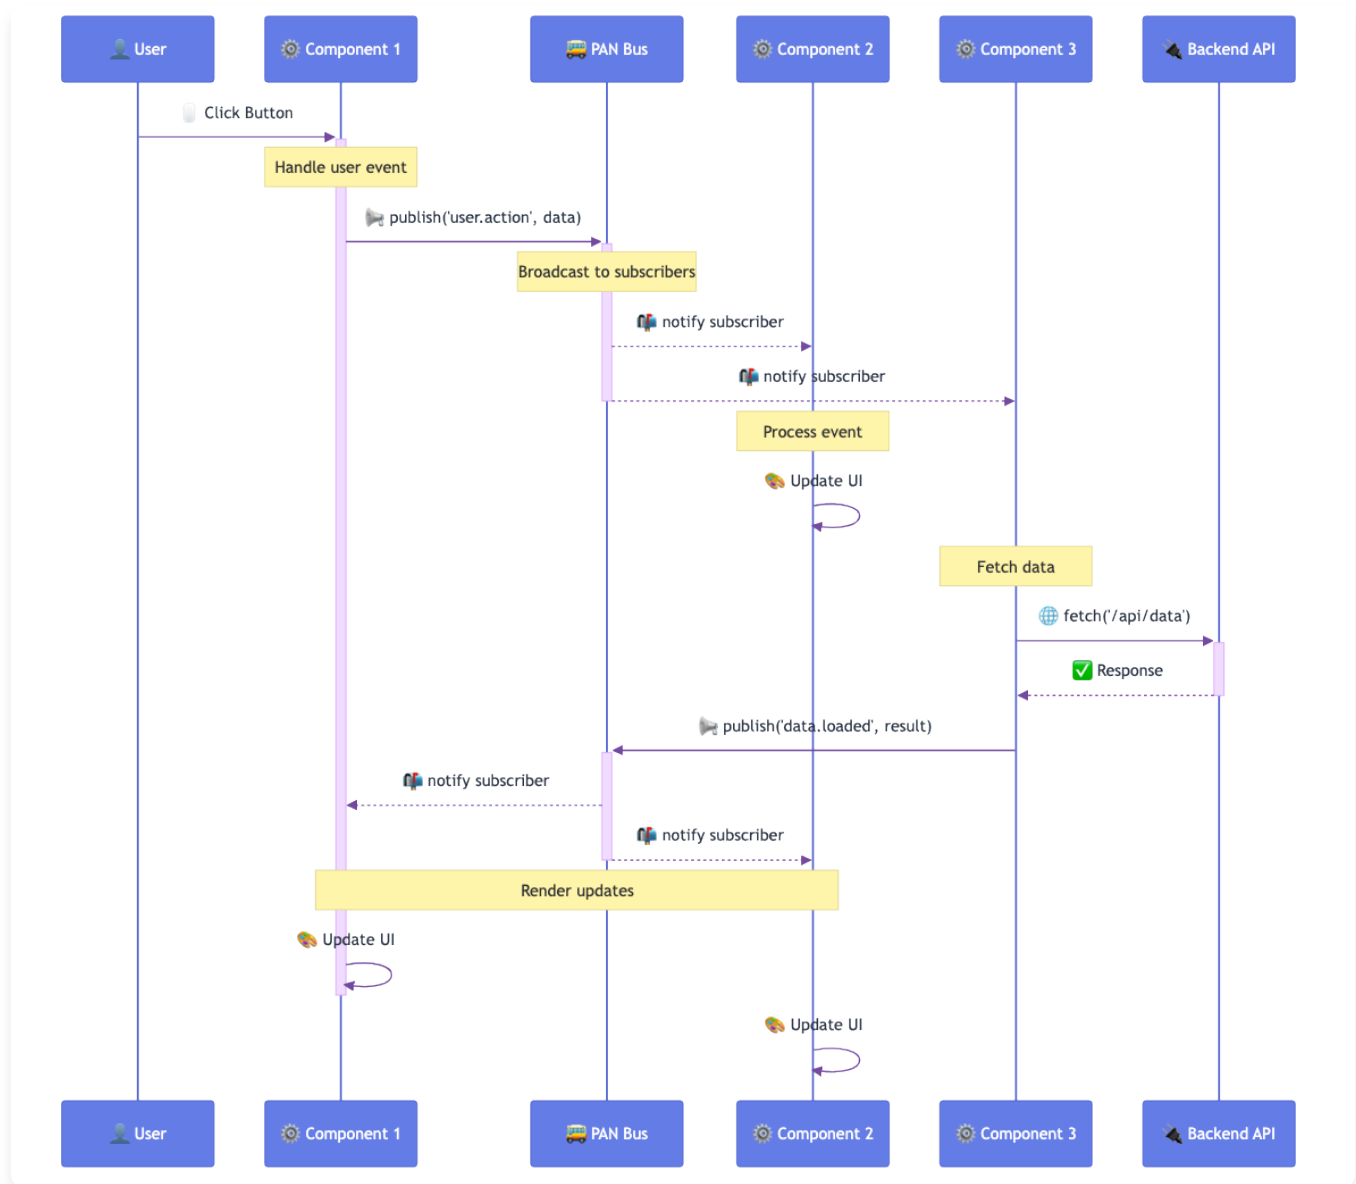 User
Component 1
PAN Bus
Component 2
Component 3
Backend API
Click Button
Handle user event
publish('user.action', data)
Broadcast to subscribers
notify subscriber
notify subscriber
Process event
Update UI
Fetch data
fetch('/api/data')
Response
publish('data.loaded', result)
notify subscriber
notify subscriber
Render updates
Update UI
Update UI
User
Component 1
PAN Bus
Component 2
Component 3
Backend API